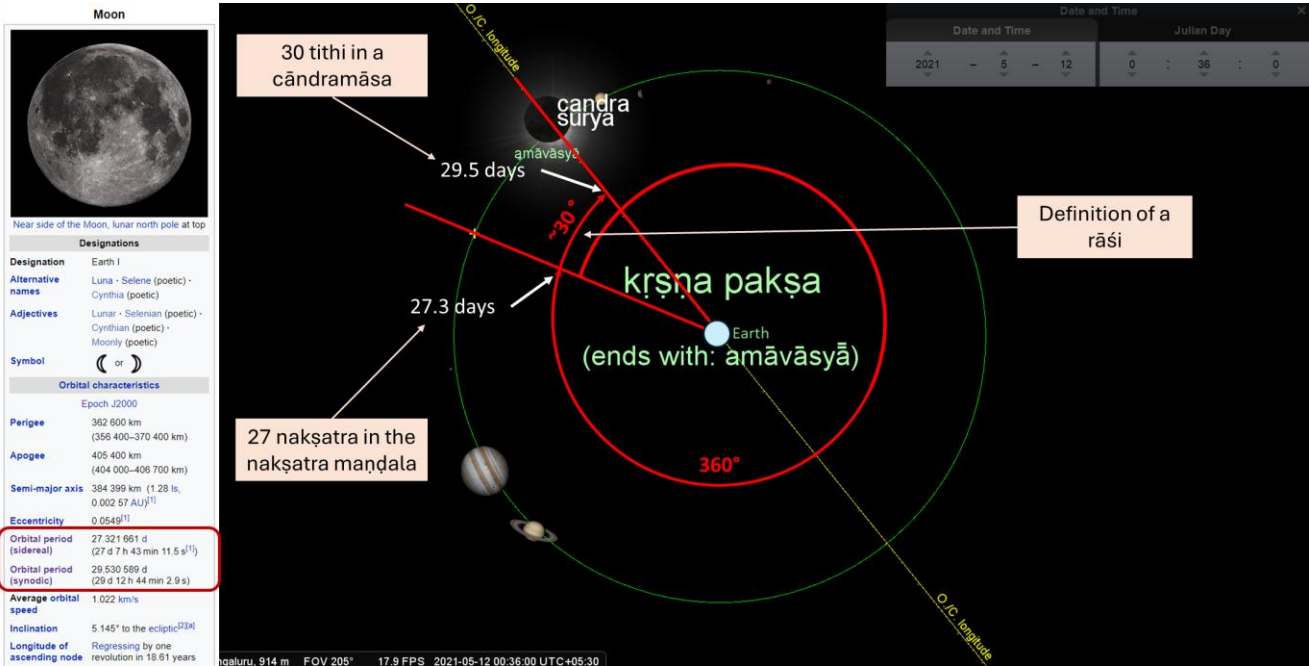 Moon
Near side of the Moon, lunar north pole at top
Designations
Designation Earth I
Alternative names Luna · Selene (poetic) ·
Cynthia (poetic)
Adjectives Lunar · Selenian (poetic) ·
Cynthian (poetic) ·
Moonly (poetic)
Symbol ☾ or ☽
Orbital characteristics
Epoch J2000
Perigee 362 600 km
(356 400–370 400 km)
Apogee 405 400 km
(404 000–406 700 km)
Semi-major axis 384 399 km (1.28 ls,
0.002 57 AU)[1]
Eccentricity 0.0549[1]
Orbital period (sidereal) 27.321 661 d
(27 d 7 h 43 min 11.5 s[1])
Orbital period (synodic) 29.530 589 d
(29 d 12 h 44 min 2.9 s)
Average orbital speed 1.022 km/s
Inclination 5.145° to the ecliptic[2][a]
Longitude of ascending node Regressing by one
revolution in 18.61 years
30 tithi in a
cāndramāsa
O./C. longitude
candra
sūrya
amāvāsyā
29.5 days
~30°
27.3 days
27 nakṣatra in the
nakṣatra maṇḍala
kṛṣṇa pakṣa
Earth
(ends with: amāvāsyā)
360°
Definition of a
rāśi
O./C. longitude
Date and Time
Date and Time Julian Day
2021 – 5 – 12 0 : 36 : 0
ngaluru, 914 m FOV 205° 17.9 FPS 2021-05-12 00:36:00 UTC+05:30